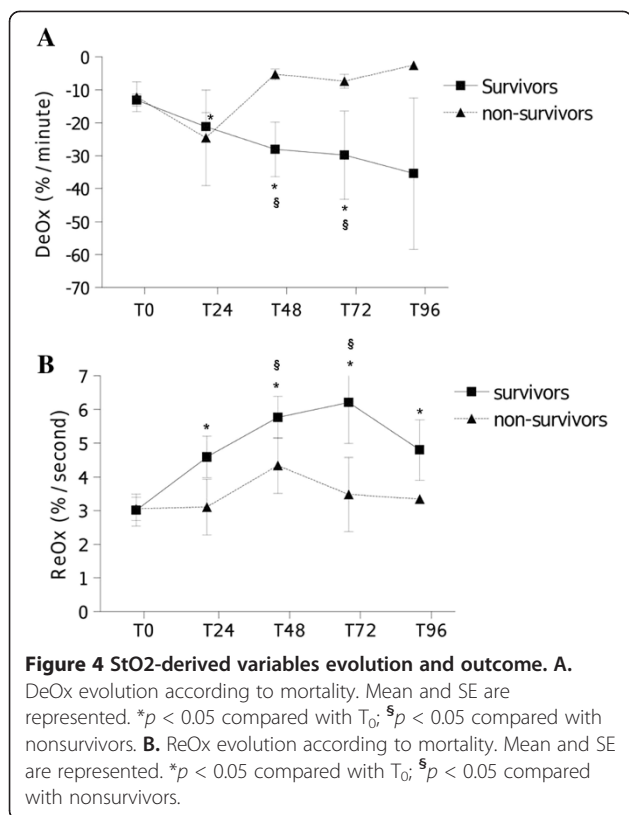 A
0
-10
-20
-30
-40
-50
-60
-70
DeOx (%/minute)
Survivors
non-survivors
*
*
§
*
§
T0 T24 T48 T72 T96
B
7
6
5
4
3
2
1
0
ReOx (%/second)
survivors
non-survivors
*
§
*
§
*
*
T0 T24 T48 T72 T96
Figure 4 StO2-derived variables evolution and outcome. A.
DeOx evolution according to mortality. Mean and SE are
represented. *p < 0.05 compared with T0; §p < 0.05 compared with
nonsurvivors. B. ReOx evolution according to mortality. Mean and SE
are represented. *p < 0.05 compared with T0; §p < 0.05 compared
with nonsurvivors.